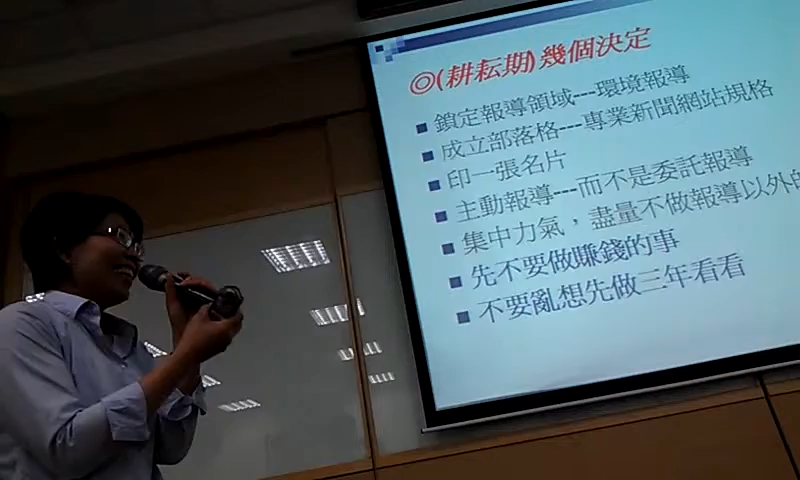 ◎(耕耘期)幾個決定
鎖定報導領域---環境報導
成立部落格---專業新聞網站規格
印一張名片
主動報導---而不是委託報導
集中力氣，盡量不做報導以外的
先不要做賺錢的事
不要亂想先做三年看看